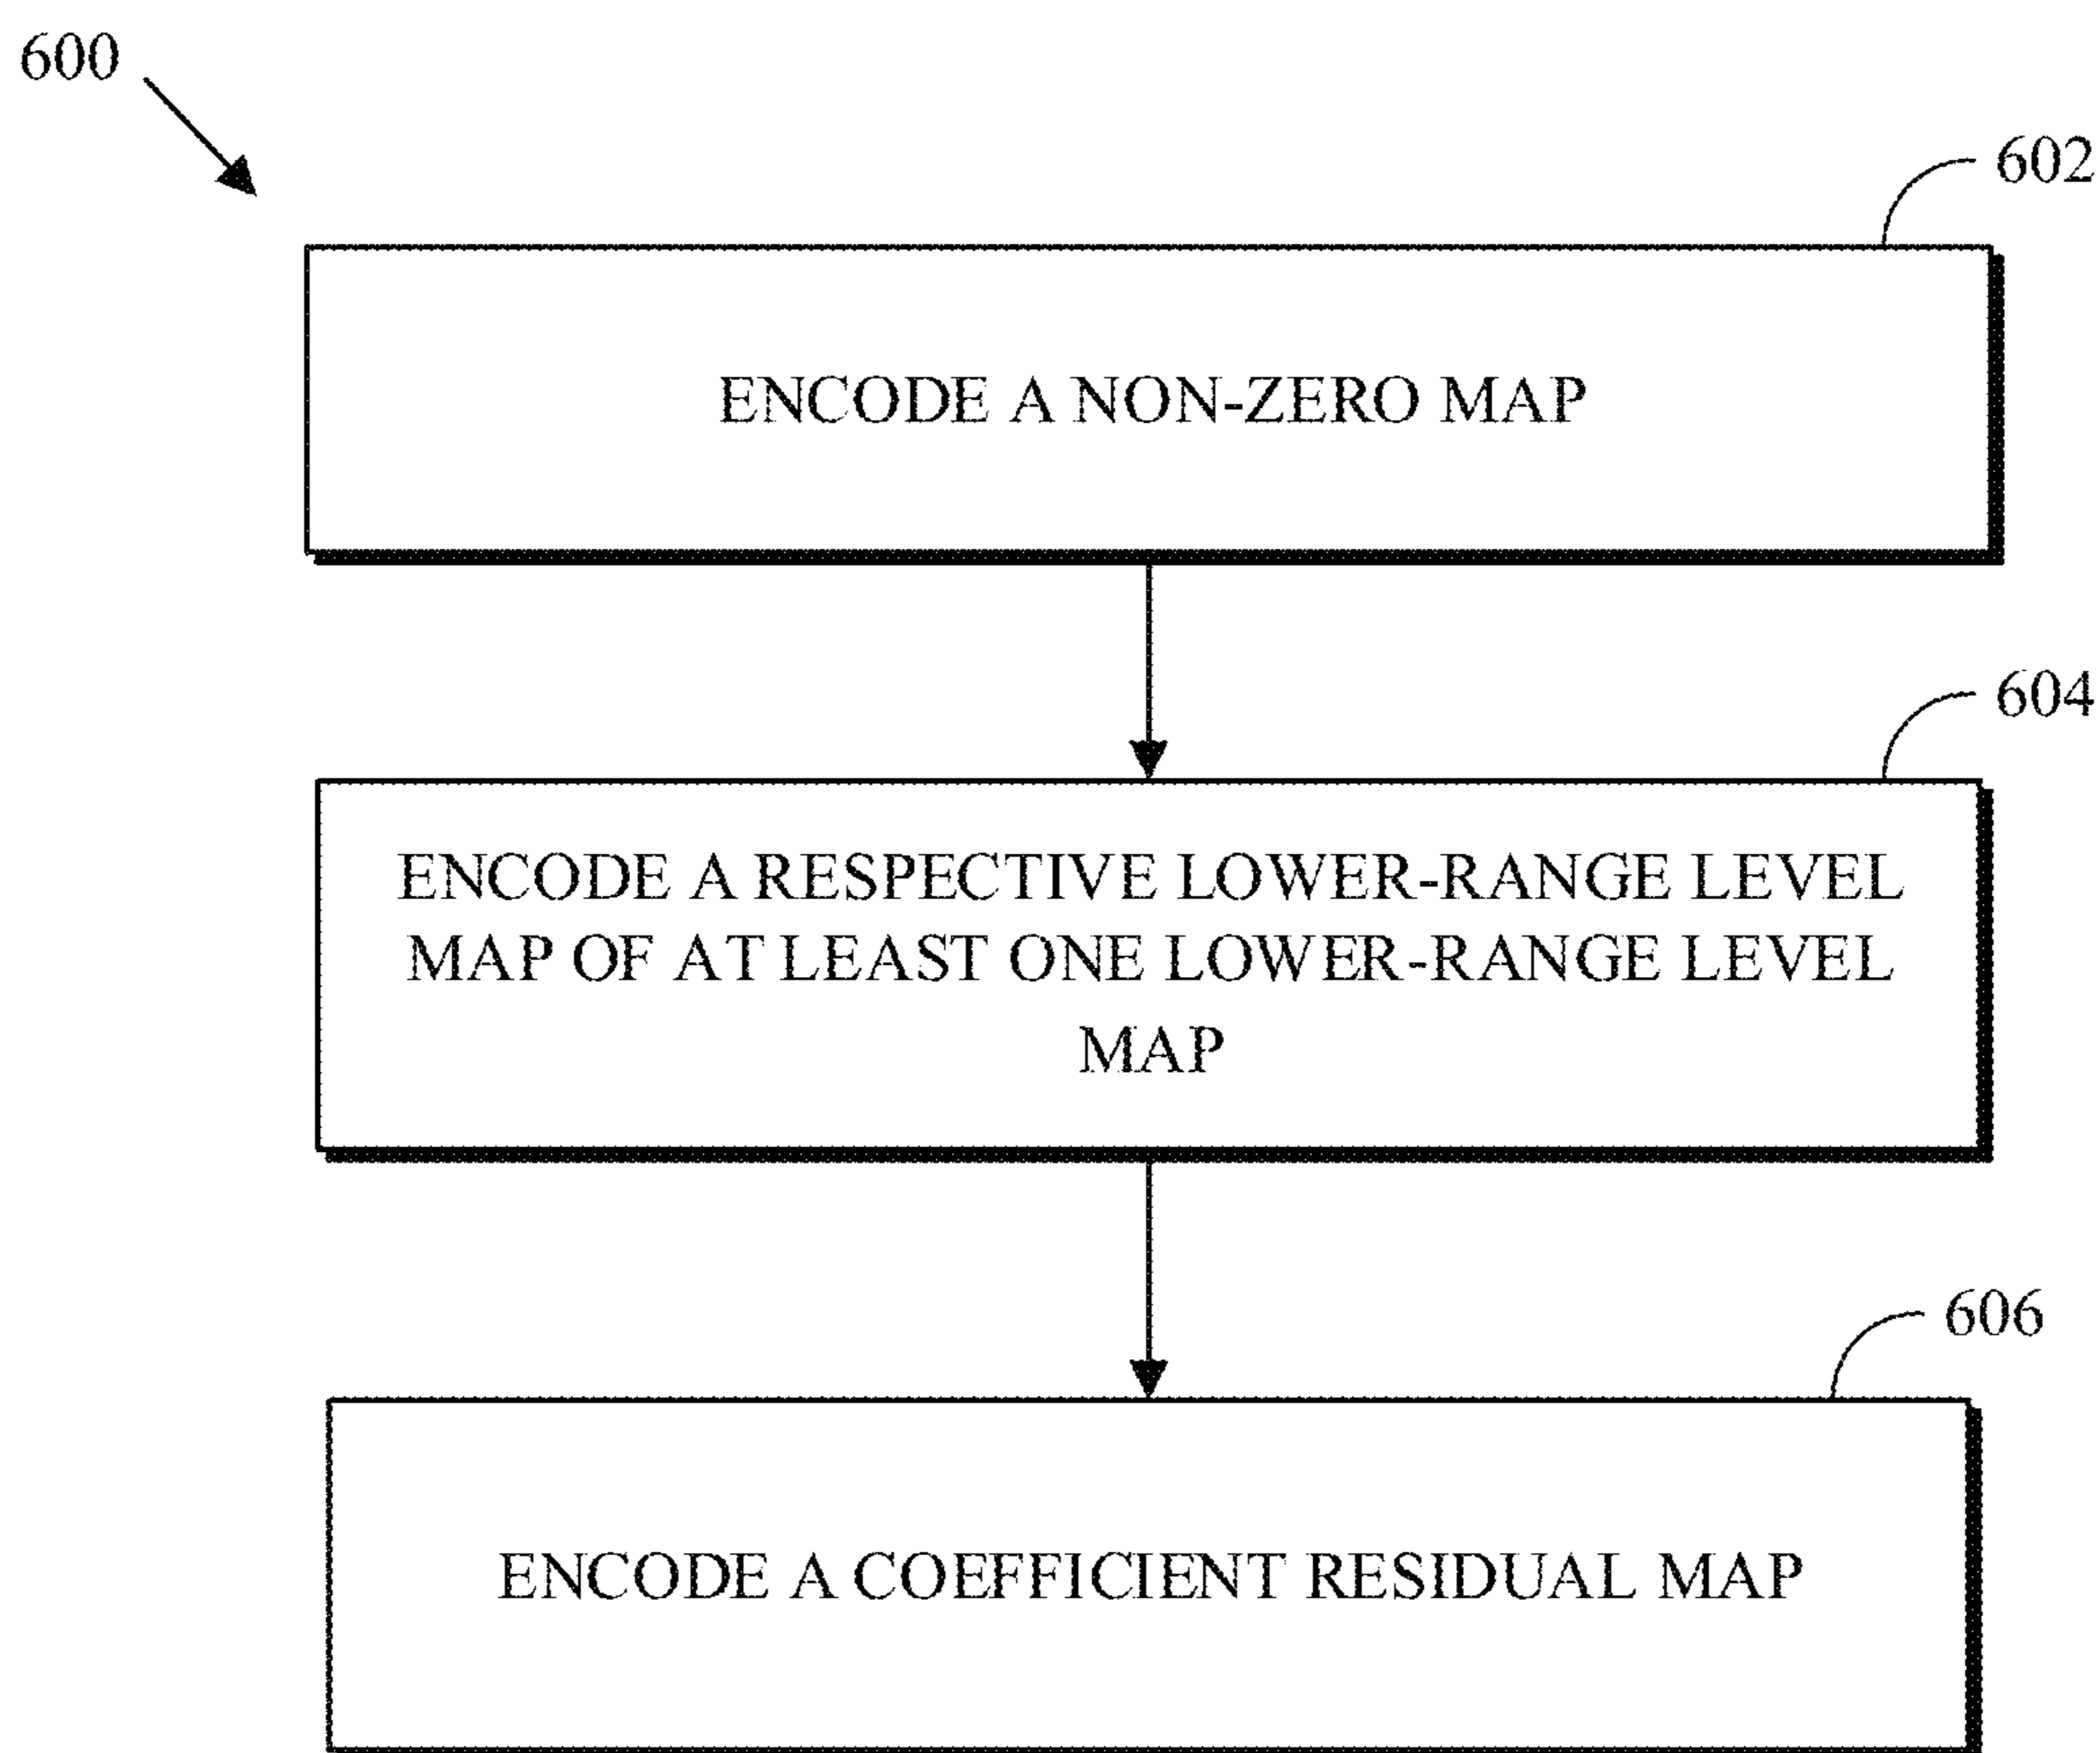 600
602
ENCODE A NON-ZERO MAP
604
ENCODE A RESPECTIVE LOWER-RANGE LEVEL
MAP OF AT LEAST ONE LOWER-RANGE LEVEL
MAP
606
ENCODE A COEFFICIENT RESIDUAL MAP